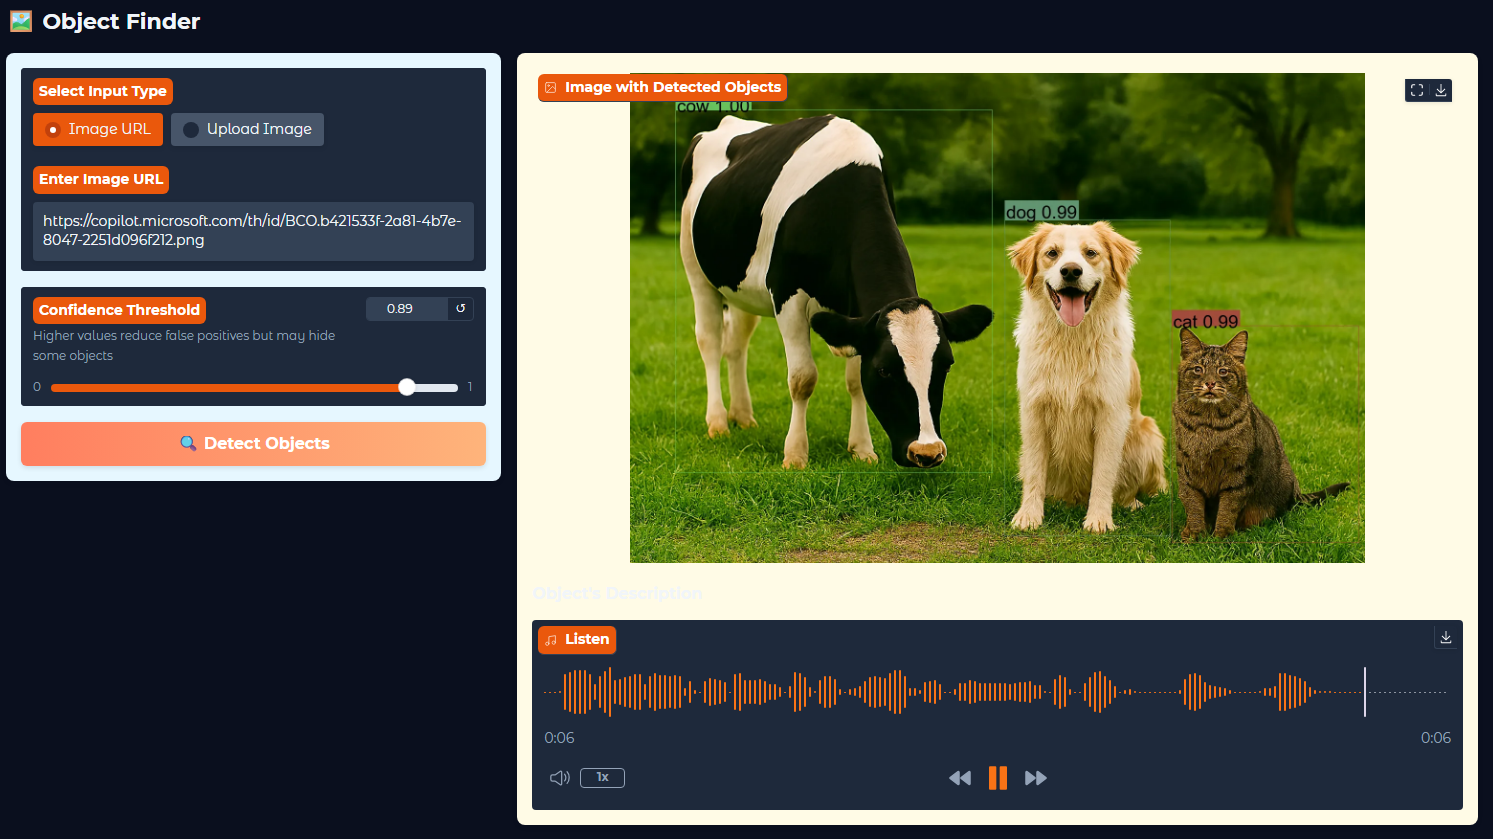 Object Finder
Select Input Type
Image URL
Upload Image
Enter Image URL
https://copilot.microsoft.com/th/id/BCO.b421533f-2a81-4b7e-
8047-2251d096f212.png
Confidence Threshold
0.89
Higher values reduce false positives but may hide
some objects
0
1
Detect Objects
Image with Detected Objects
cow 1.00
dog 0.99
cat 0.99
Object's Description
Listen
0:06
0:06
1x